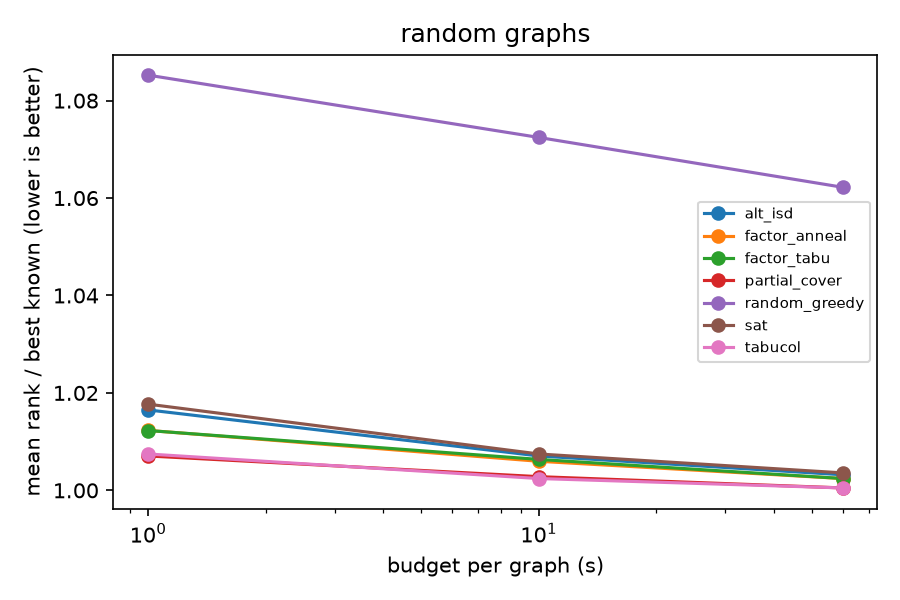 random graphs
mean rank / best known (lower is better)
1.08
1.06
1.04
1.02
1.00
alt_isd
factor_anneal
factor_tabu
partial_cover
random_greedy
sat
tabucol
10⁰
10¹
budget per graph (s)